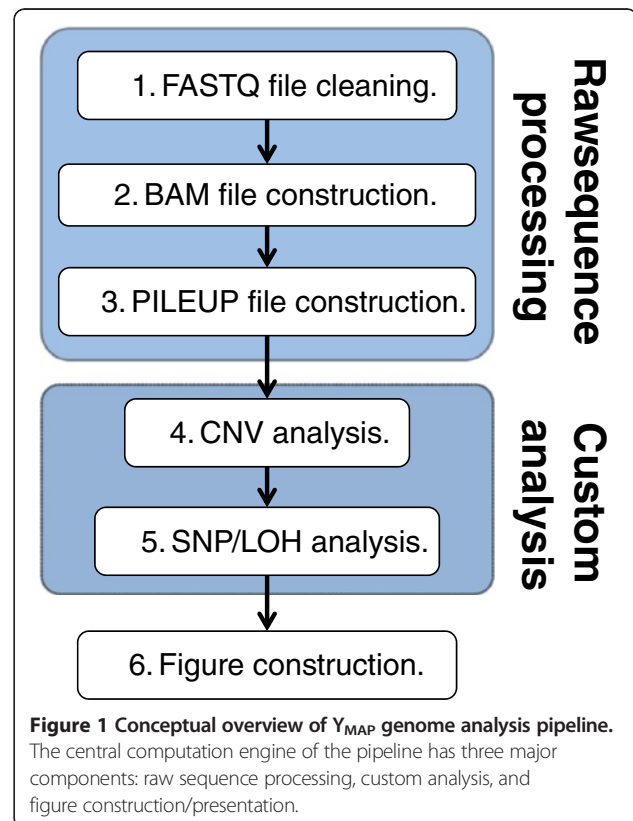 1. FASTQ file cleaning.
2. BAM file construction.
3. PILEUP file construction.
Rawsequence
processing
4. CNV analysis.
5. SNP/LOH analysis.
Custom
analysis
6. Figure construction.
Figure 1 Conceptual overview of YMAP genome analysis pipeline.
The central computation engine of the pipeline has three major
components: raw sequence processing, custom analysis, and
figure construction/presentation.